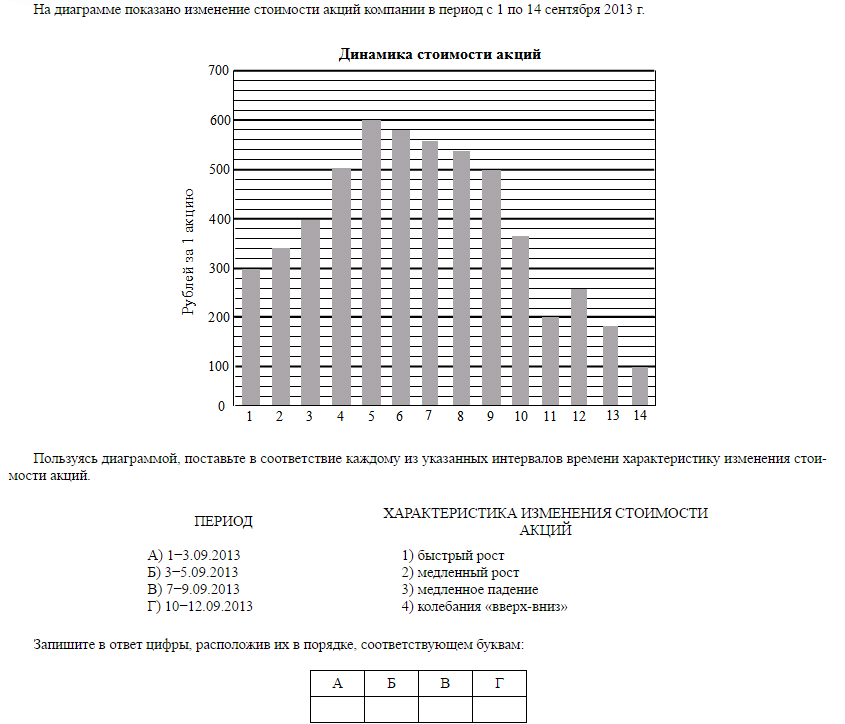 На диаграмме показано изменение стоимости акций компании в период с 1 по 14 сентября 2013 г.
Динамика стоимости акций
Рублей за 1 акцию
700
600
500
400
300
200
100
0
1 2 3 4 5 6 7 8 9 10 11 12 13 14
Пользуясь диаграммой, поставьте в соответствие каждому из указанных интервалов времени характеристику изменения стои-
мости акций.
ПЕРИОД
ХАРАКТЕРИСТИКА ИЗМЕНЕНИЯ СТОИМОСТИ
АКЦИЙ
А) 1−3.09.2013
Б) 3−5.09.2013
В) 7−9.09.2013
Г) 10−12.09.2013
1) быстрый рост
2) медленный рост
3) медленное падение
4) колебания «вверх-вниз»
Запишите в ответ цифры, расположив их в порядке, соответствующем буквам:
А Б В Г